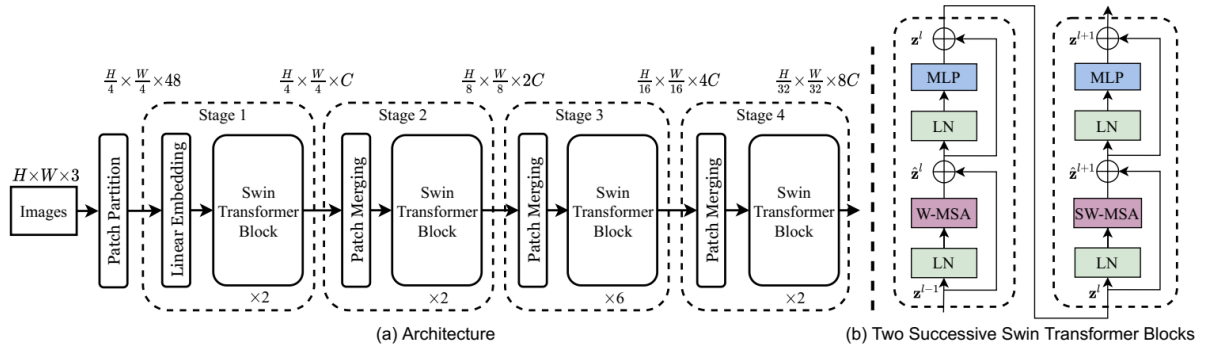 H/4 × W/4 × 48
H/4 × W/4 × C
H/8 × W/8 × 2C
H/16 × W/16 × 4C
H/32 × W/32 × 8C
Stage 1
Stage 2
Stage 3
Stage 4
H×W×3
Images
Patch Partition
Linear Embedding
Swin
Transformer
Block
×2
Patch Merging
Swin
Transformer
Block
×2
Patch Merging
Swin
Transformer
Block
×6
Patch Merging
Swin
Transformer
Block
×2
(a) Architecture
z^l
MLP
LN
ẑ^l
W-MSA
LN
z^{l-1}
z^{l+1}
MLP
LN
ẑ^{l+1}
SW-MSA
LN
z^l
(b) Two Successive Swin Transformer Blocks